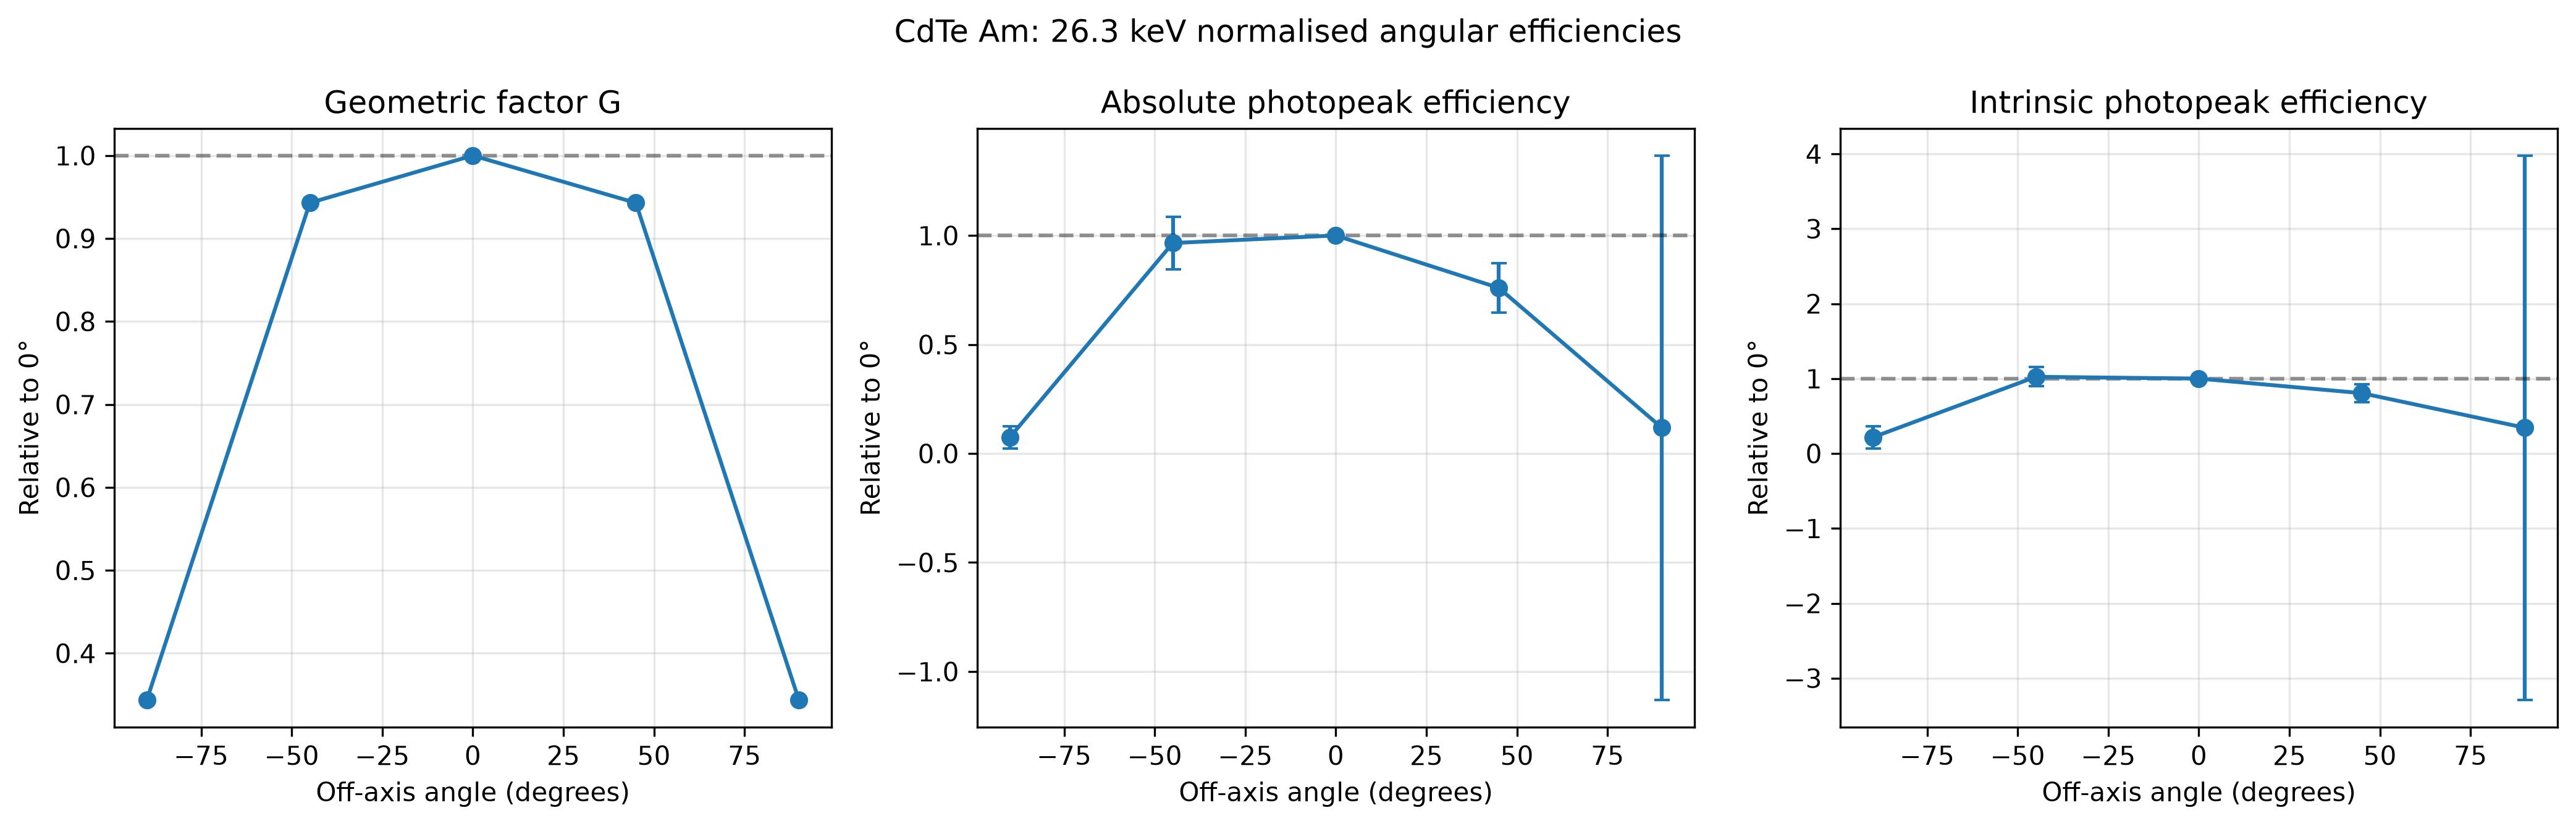 CdTe Am: 26.3 keV normalised angular efficiencies
Geometric factor G
Relative to 0°
1.0
0.9
0.8
0.7
0.6
0.5
0.4
−75 −50 −25 0 25 50 75
Off-axis angle (degrees)
Absolute photopeak efficiency
Relative to 0°
1.0
0.5
0.0
−0.5
−1.0
−75 −50 −25 0 25 50 75
Off-axis angle (degrees)
Intrinsic photopeak efficiency
Relative to 0°
4
3
2
1
0
−1
−2
−3
−75 −50 −25 0 25 50 75
Off-axis angle (degrees)